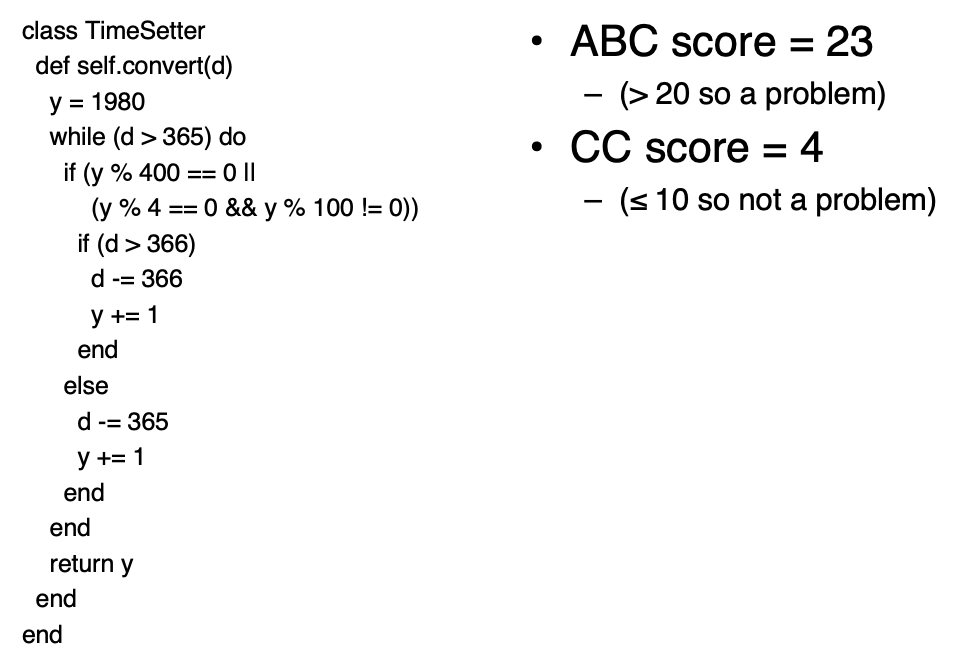 class TimeSetter
def self.convert(d)
y = 1980
while (d > 365) do
if (y % 400 == 0 ||
(y % 4 == 0 && y % 100 != 0))
if (d > 366)
d -= 366
y += 1
end
else
d -= 365
y += 1
end
end
return y
end
end
• ABC score = 23
– (> 20 so a problem)
• CC score = 4
– (≤ 10 so not a problem)